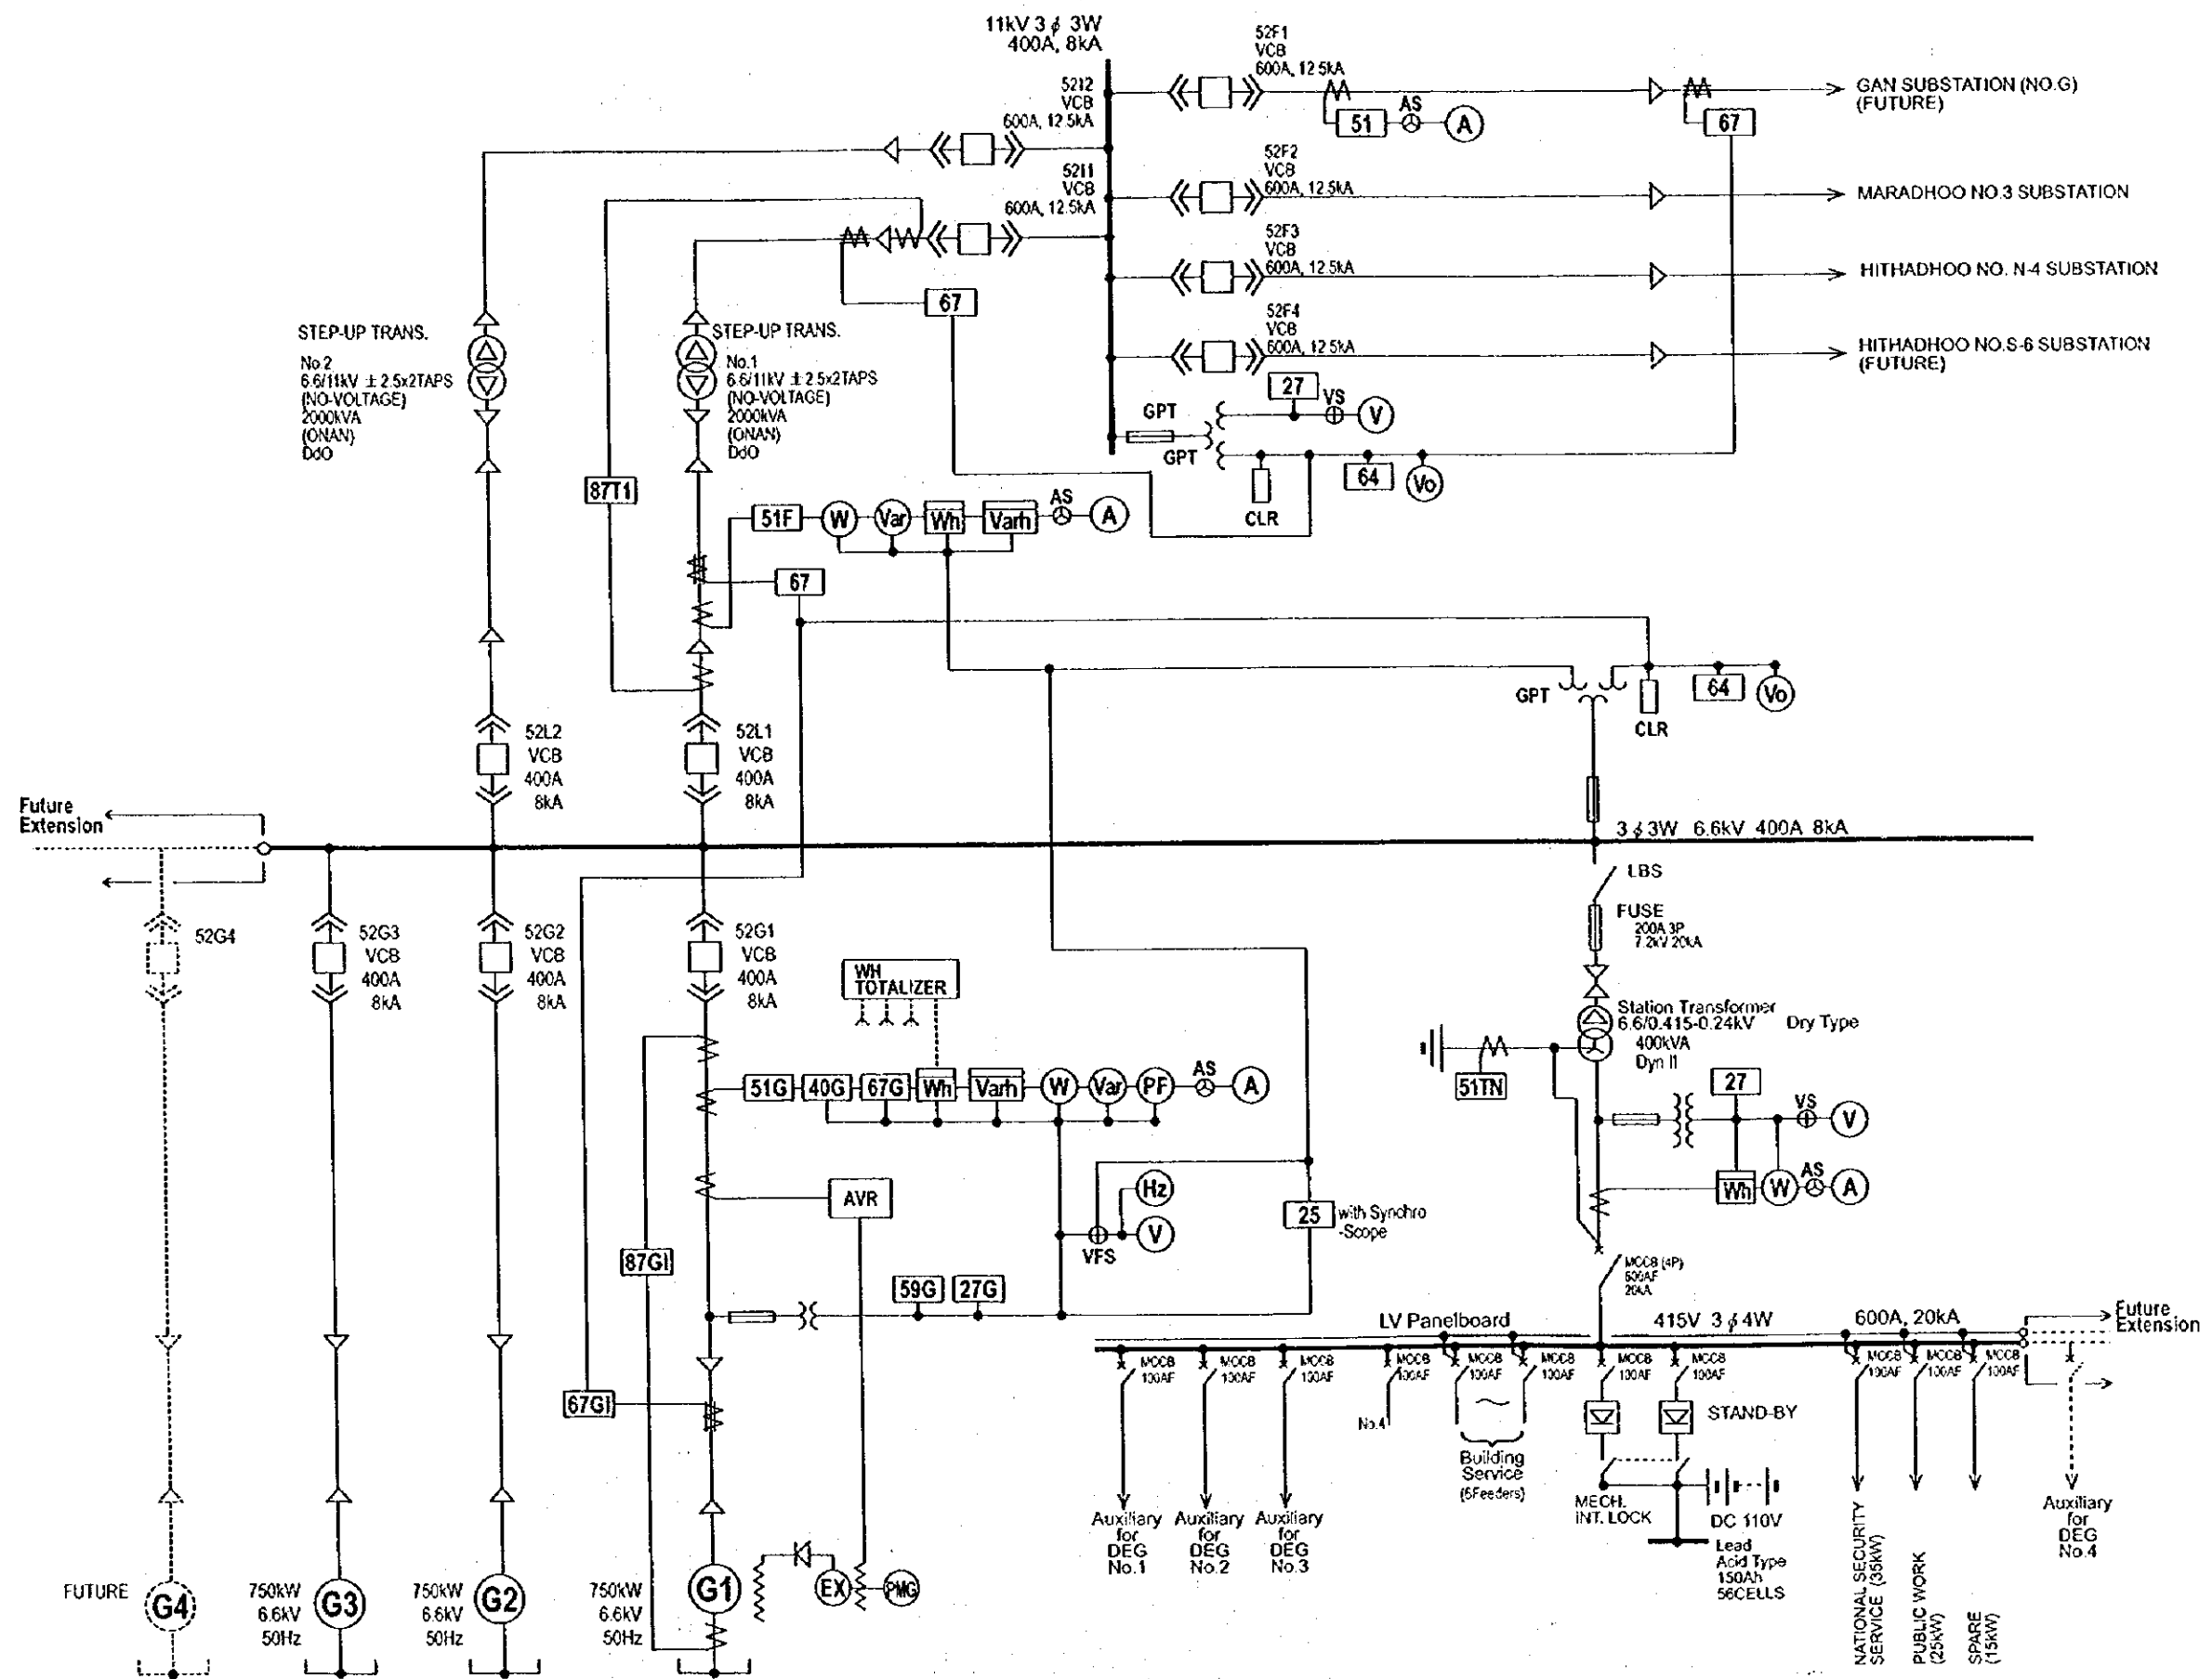 11kV 3 ϕ 3W
400A, 8kA
52I2
VCB
600A, 12.5kA
52I1
VCB
600A, 12.5kA
52F1
VCB
600A, 12.5kA
51
AS
A
67
GAN SUBSTATION (NO.G)
(FUTURE)
52F2
VCB
600A, 12.5kA
MARADHOO NO.3 SUBSTATION
52F3
VCB
600A, 12.5kA
HITHADHOO NO. N-4 SUBSTATION
52F4
VCB
600A, 12.5kA
HITHADHOO NO.S-6 SUBSTATION
(FUTURE)
67
GPT
27
VS
V
GPT
CLR
64
Vo
STEP-UP TRANS.
No.2
6.6/11kV ± 2.5x2TAPS
(NO-VOLTAGE)
2000kVA
(ONAN)
Dd0
STEP-UP TRANS.
No.1
6.6/11kV ± 2.5x2TAPS
(NO-VOLTAGE)
2000kVA
(ONAN)
Dd0
87T1
51F
W
Var
Wh
Varh
AS
A
67
GPT
CLR
64
Vo
52L2
VCB
400A
8kA
52L1
VCB
400A
8kA
Future
Extension
3 ϕ 3W 6.6kV 400A 8kA
52G4
52G3
VCB
400A
8kA
52G2
VCB
400A
8kA
52G1
VCB
400A
8kA
WH
TOTALIZER
LBS
FUSE
200A 3P
7.2kV 20kA
Station Transformer
6.6/0.415-0.24kV Dry Type
400kVA
Dyn II
51TN
51G
40G
67G
Wh
Varh
W
Var
PF
AS
A
27
VS
V
Wh
W
AS
A
AVR
Hz
V
VFS
25
with Synchro
-Scope
87GI
59G
27G
67GI
MCCB (4P)
600AF
20kA
LV Panelboard
415V 3 ϕ 4W
600A, 20kA
Future
Extension
MCCB
100AF
MCCB
100AF
MCCB
100AF
MCCB
100AF
MCCB
100AF
MCCB
100AF
MCCB
100AF
MCCB
100AF
MCCB
100AF
MCCB
100AF
MCCB
100AF
No.4
Building
Service
(6Feeders)
STAND-BY
MECH.
INT. LOCK
DC 110V
Lead
Acid Type
150Ah
56CELLS
Auxiliary
for
DEG
No.1
Auxiliary
for
DEG
No.2
Auxiliary
for
DEG
No.3
NATIONAL SECURITY
SERVICE (35kW)
PUBLIC WORK
(25kW)
SPARE
(15kW)
Auxiliary
for
DEG
No.4
FUTURE
G4
750kW
6.6kV
50Hz
G3
750kW
6.6kV
50Hz
G2
750kW
6.6kV
50Hz
G1
EX
PMG